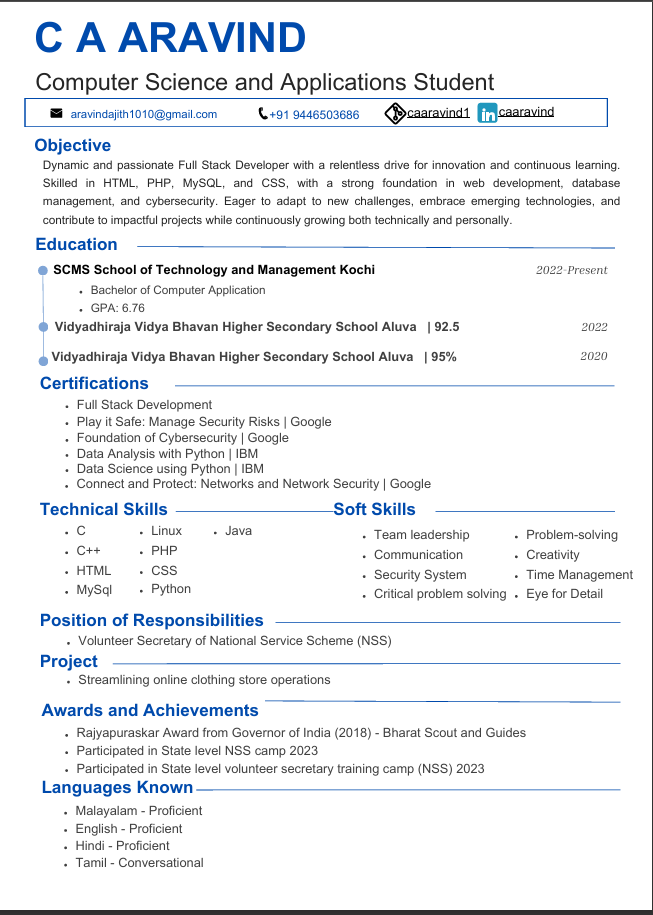 C A ARAVIND
Computer Science and Applications Student
aravindajith1010@gmail.com +91 9446503686 caaravind1 caaravind
Objective
Dynamic and passionate Full Stack Developer with a relentless drive for innovation and continuous learning.
Skilled in HTML, PHP, MySQL, and CSS, with a strong foundation in web development, database
management, and cybersecurity. Eager to adapt to new challenges, embrace emerging technologies, and
contribute to impactful projects while continuously growing both technically and personally.
Education
SCMS School of Technology and Management Kochi 2022-Present
• Bachelor of Computer Application
• GPA: 6.76
Vidyadhiraja Vidya Bhavan Higher Secondary School Aluva | 92.5 2022
Vidyadhiraja Vidya Bhavan Higher Secondary School Aluva | 95% 2020
Certifications
• Full Stack Development
• Play it Safe: Manage Security Risks | Google
• Foundation of Cybersecurity | Google
• Data Analysis with Python | IBM
• Data Science using Python | IBM
• Connect and Protect: Networks and Network Security | Google
Technical Skills
• C
• C++
• HTML
• MySql
• Linux
• PHP
• CSS
• Python
• Java
Soft Skills
• Team leadership
• Communication
• Security System
• Critical problem solving
• Problem-solving
• Creativity
• Time Management
• Eye for Detail
Position of Responsibilities
• Volunteer Secretary of National Service Scheme (NSS)
Project
• Streamlining online clothing store operations
Awards and Achievements
• Rajyapuraskar Award from Governor of India (2018) - Bharat Scout and Guides
• Participated in State level NSS camp 2023
• Participated in State level volunteer secretary training camp (NSS) 2023
Languages Known
• Malayalam - Proficient
• English - Proficient
• Hindi - Proficient
• Tamil - Conversational